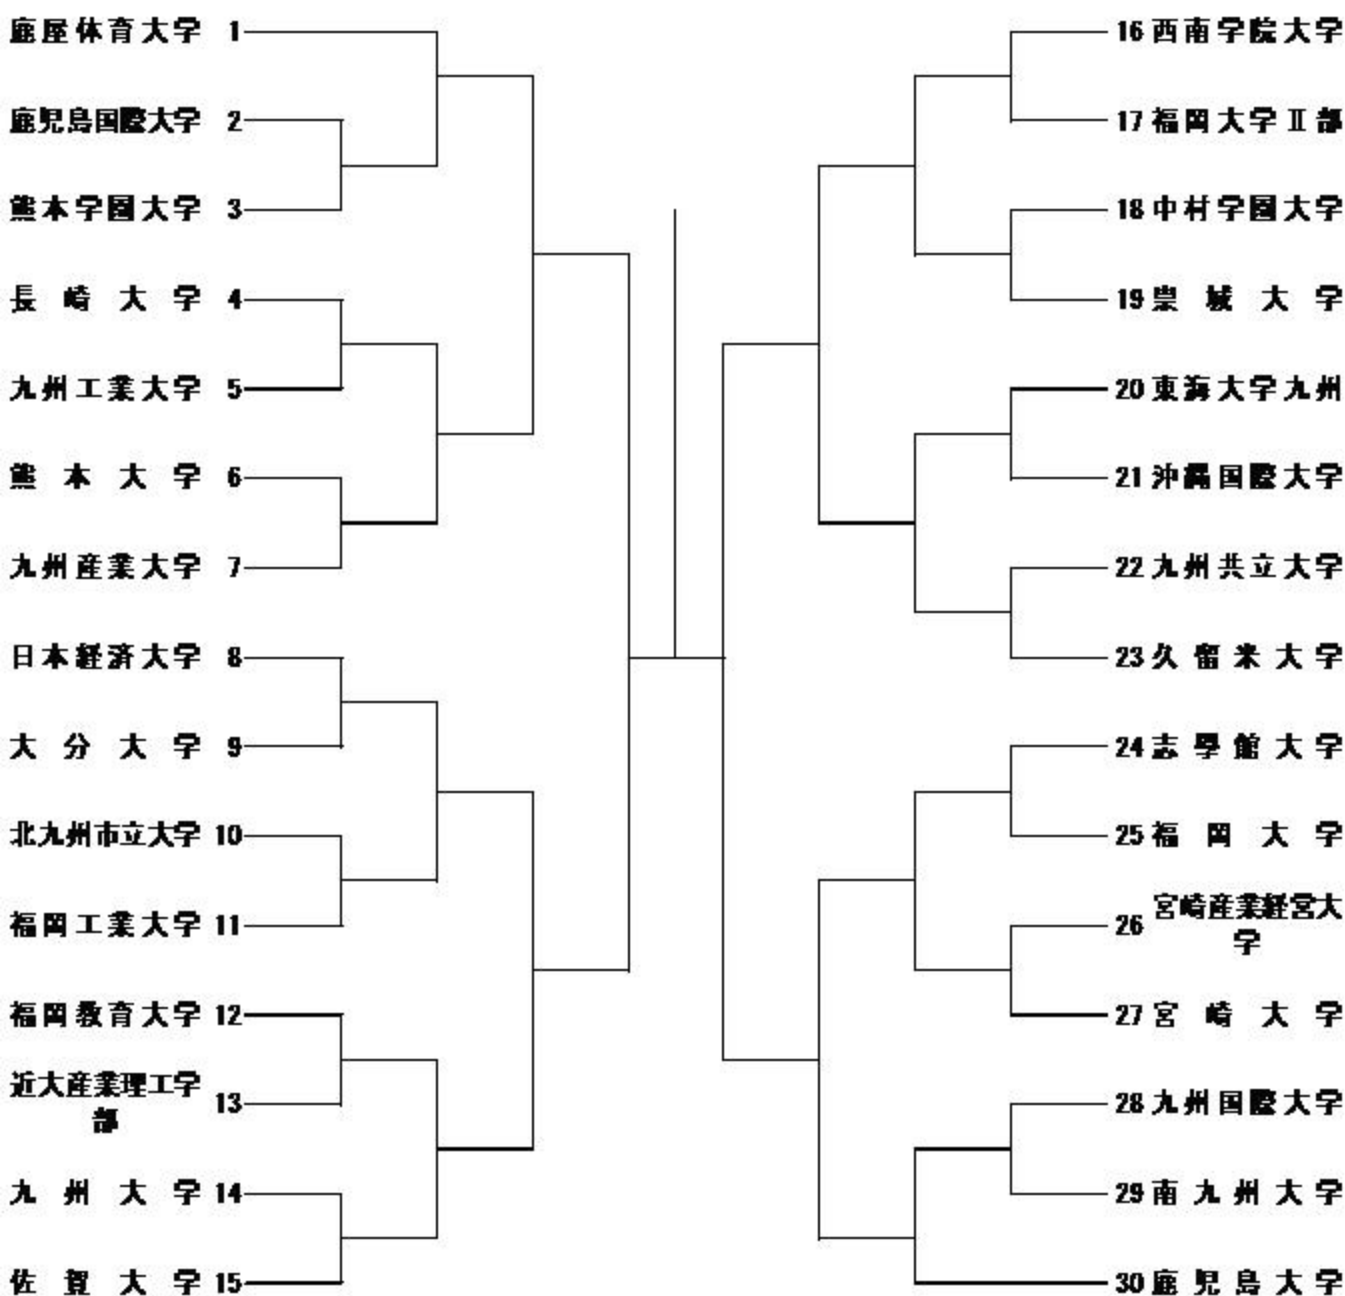 鹿屋体育大学 1
鹿児島国際大学 2
熊本学園大学 3
長崎大学 4
九州工業大学 5
熊本大学 6
九州産業大学 7
日本経済大学 8
大分大学 9
北九州市立大学 10
福岡工業大学 11
福岡教育大学 12
近大産業理工学
部 13
九州大学 14
佐賀大学 15
16 西南学院大学
17 福岡大学Ⅱ部
18 中村学園大学
19 崇城大学
20 東海大学九州
21 沖縄国際大学
22 九州共立大学
23 久留米大学
24 志學館大学
25 福岡大学
26 宮崎産業経営大
学
27 宮崎大学
28 九州国際大学
29 南九州大学
30 鹿児島大学